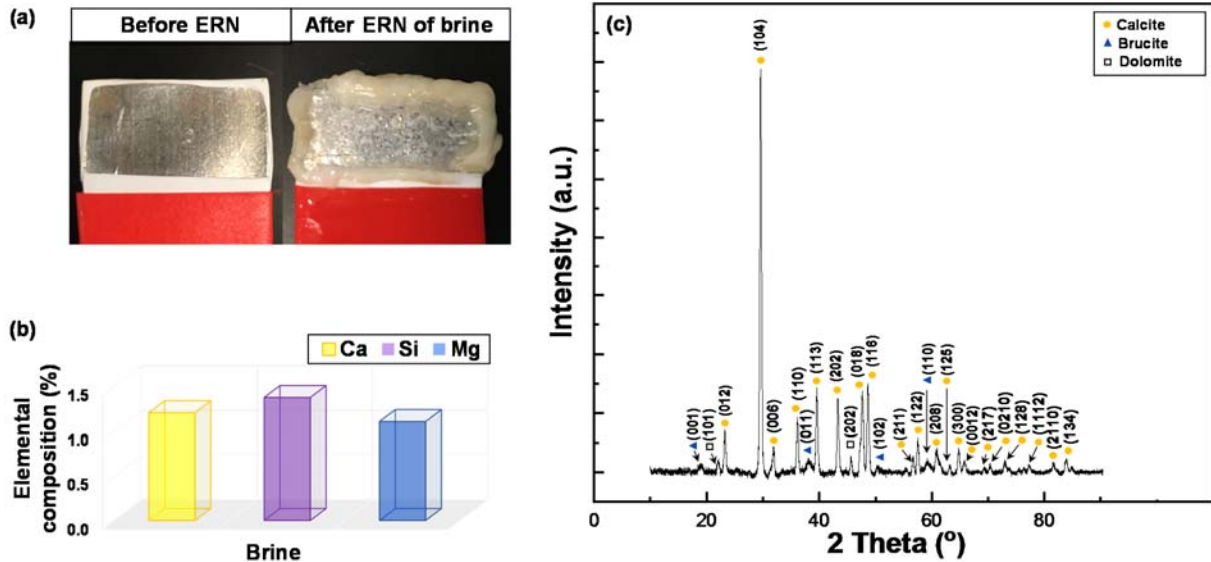 (a)
Before ERN
After ERN of brine
(b)
Ca
Si
Mg
Elemental
composition (%)
1.5
1.0
0.5
0.0
Brine
(c)
Calcite
Brucite
Dolomite
Intensity (a.u.)
(001)
(101)
(012)
(104)
(006)
(110)
(011)
(113)
(202)
(202)
(018)
(116)
(102)
(211)
(122)
(110)
(208)
(125)
(300)
(0012)
(217)
(0210)
(128)
(1112)
(2110)
(134)
0
20
40
60
80
2 Theta (º)